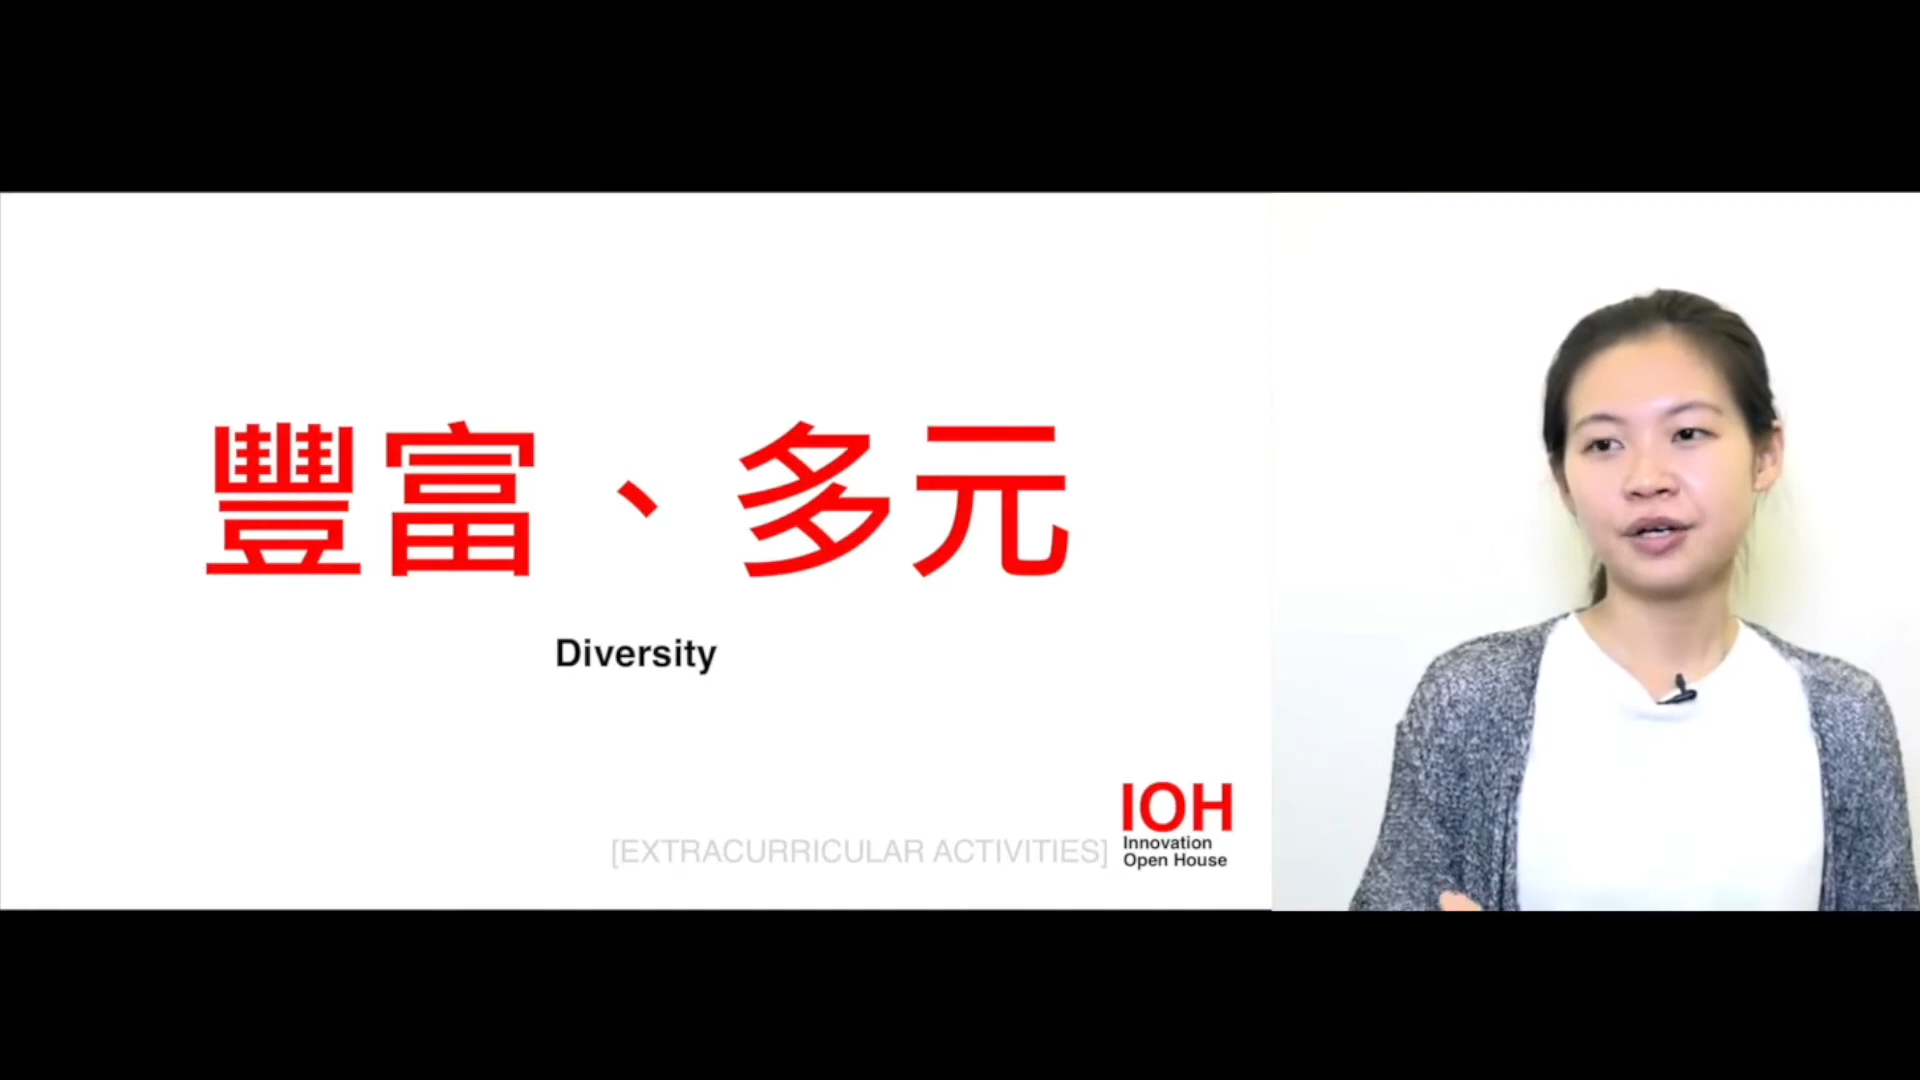 豐富、多元
Diversity
[EXTRACURRICULAR ACTIVITIES]
IOH
Innovation
Open House